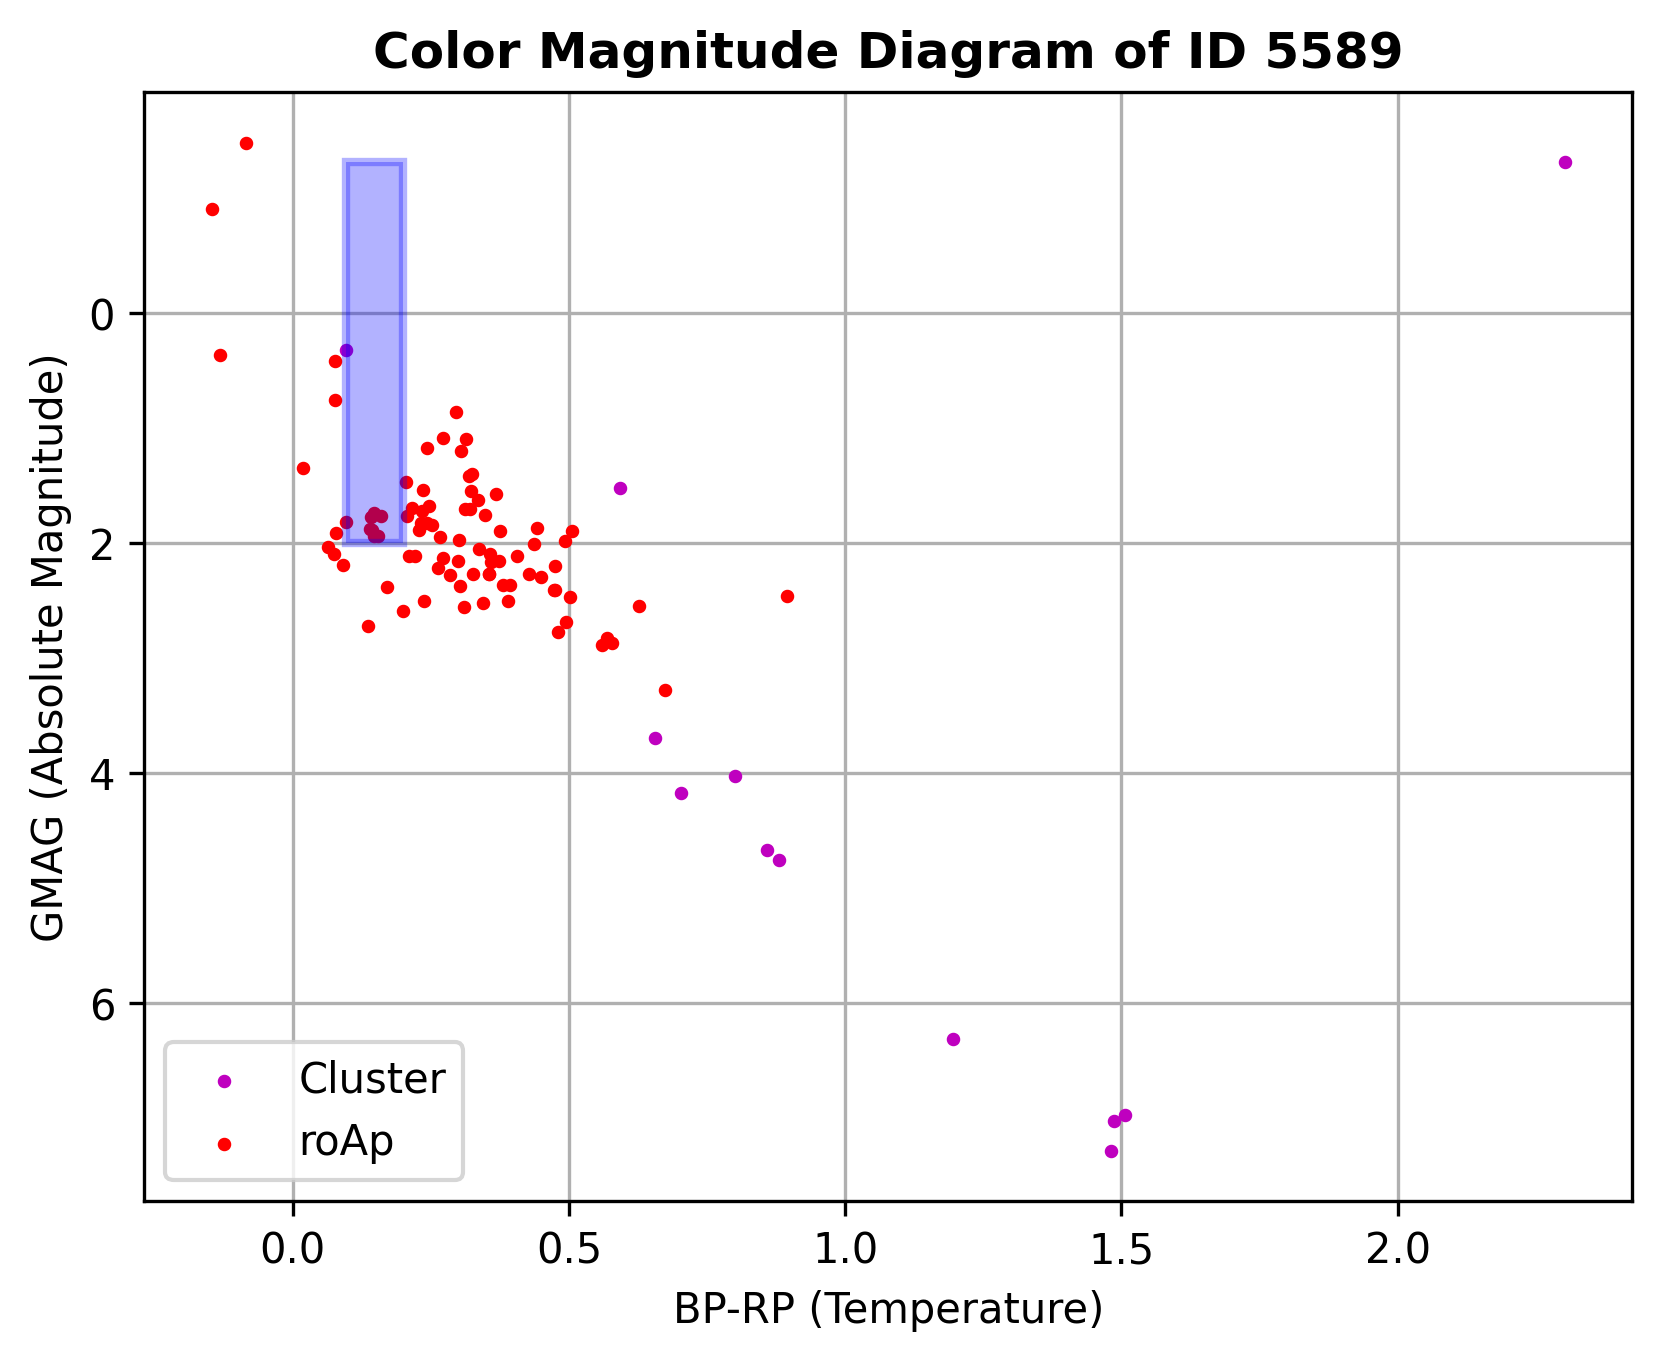 Color Magnitude Diagram of ID 5589
GMAG (Absolute Magnitude)
0
2
4
6
Cluster
roAp
0.0 0.5 1.0 1.5 2.0
BP-RP (Temperature)